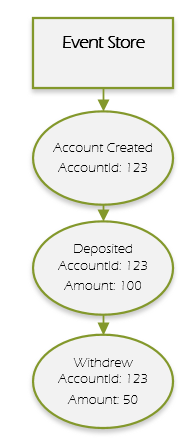 Event Store
Account Created
AccountId: 123
Deposited
AccountId: 123
Amount: 100
Withdrew
AccountId: 123
Amount: 50